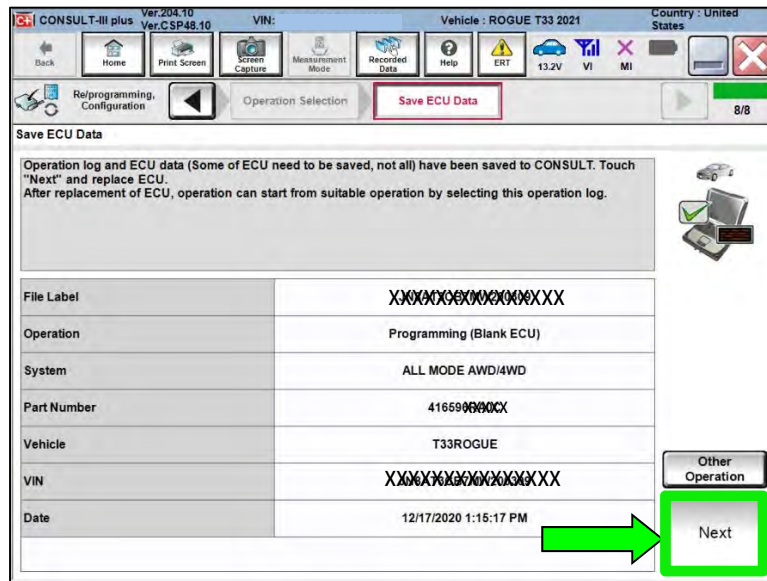 CONSULT-III plus Ver.204.10 Ver.CSP48.10 VIN: Vehicle : ROGUE T33 2021 Country : United States
Back Home Print Screen Screen Capture Measurement Mode Recorded Data Help ERT 13.2V VI MI
Re/programming, Configuration Operation Selection Save ECU Data 8/8
Save ECU Data
Operation log and ECU data (Some of ECU need to be saved, not all) have been saved to CONSULT. Touch
"Next" and replace ECU.
After replacement of ECU, operation can start from suitable operation by selecting this operation log.
File Label
Operation Programming (Blank ECU)
System ALL MODE AWD/4WD
Part Number 41659
Vehicle T33ROGUE
VIN
Date 12/17/2020 1:15:17 PM
Other
Operation
Next